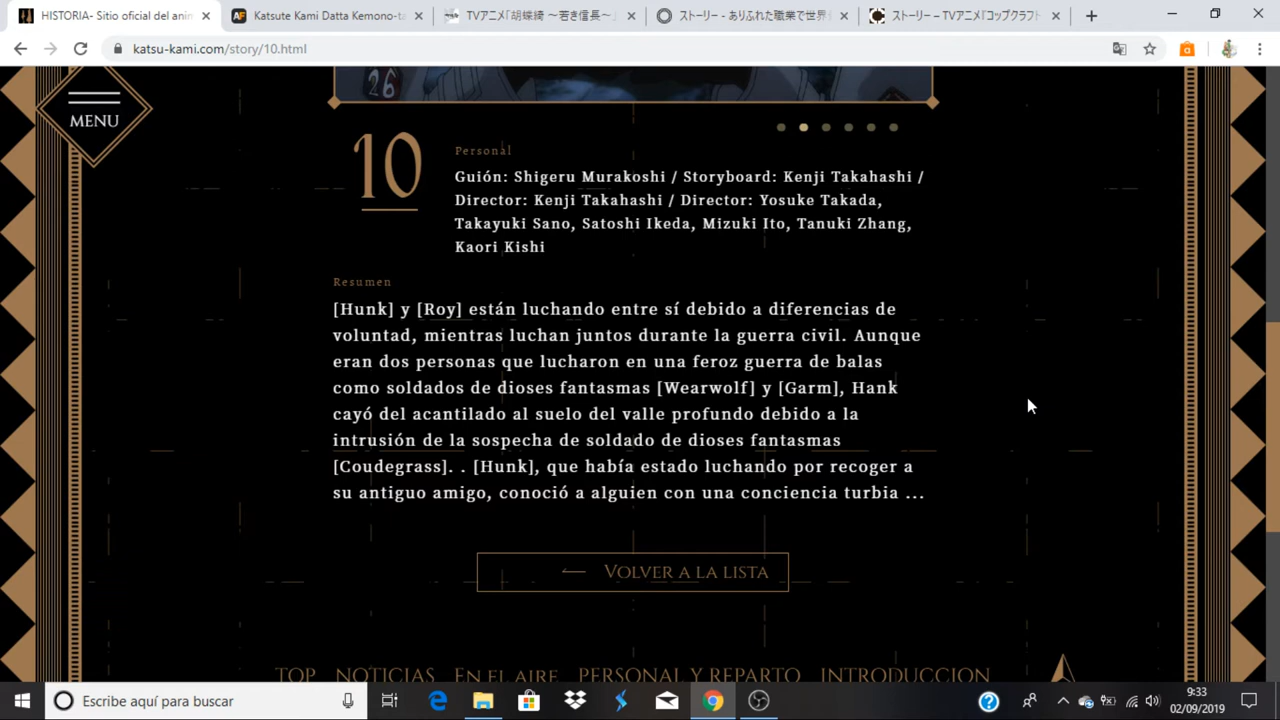 HISTORIA- Sitio oficial del anim
Katsute Kami Datta Kemono-ta
TVアニメ「胡蝶綺 ～若き信長～」
ストーリー - ありふれた職業で世界
ストーリー – TVアニメ『コップクラフト
katsu-kami.com/story/10.html
MENU
26
10
Personal
Guión: Shigeru Murakoshi / Storyboard: Kenji Takahashi /
Director: Kenji Takahashi / Director: Yosuke Takada,
Takayuki Sano, Satoshi Ikeda, Mizuki Ito, Tanuki Zhang,
Kaori Kishi
Resumen
[Hunk] y [Roy] están luchando entre sí debido a diferencias de
voluntad, mientras luchan juntos durante la guerra civil. Aunque
eran dos personas que lucharon en una feroz guerra de balas
como soldados de dioses fantasmas [Wearwolf] y [Garm], Hank
cayó del acantilado al suelo del valle profundo debido a la
intrusión de la sospecha de soldado de dioses fantasmas
[Coudegrass]. . [Hunk], que había estado luchando por recoger a
su antiguo amigo, conoció a alguien con una conciencia turbia ...
Volver a la lista
TOP NOTICIAS En el aire PERSONAL Y REPARTO INTRODUCCION
Escribe aquí para buscar
9:33
02/09/2019